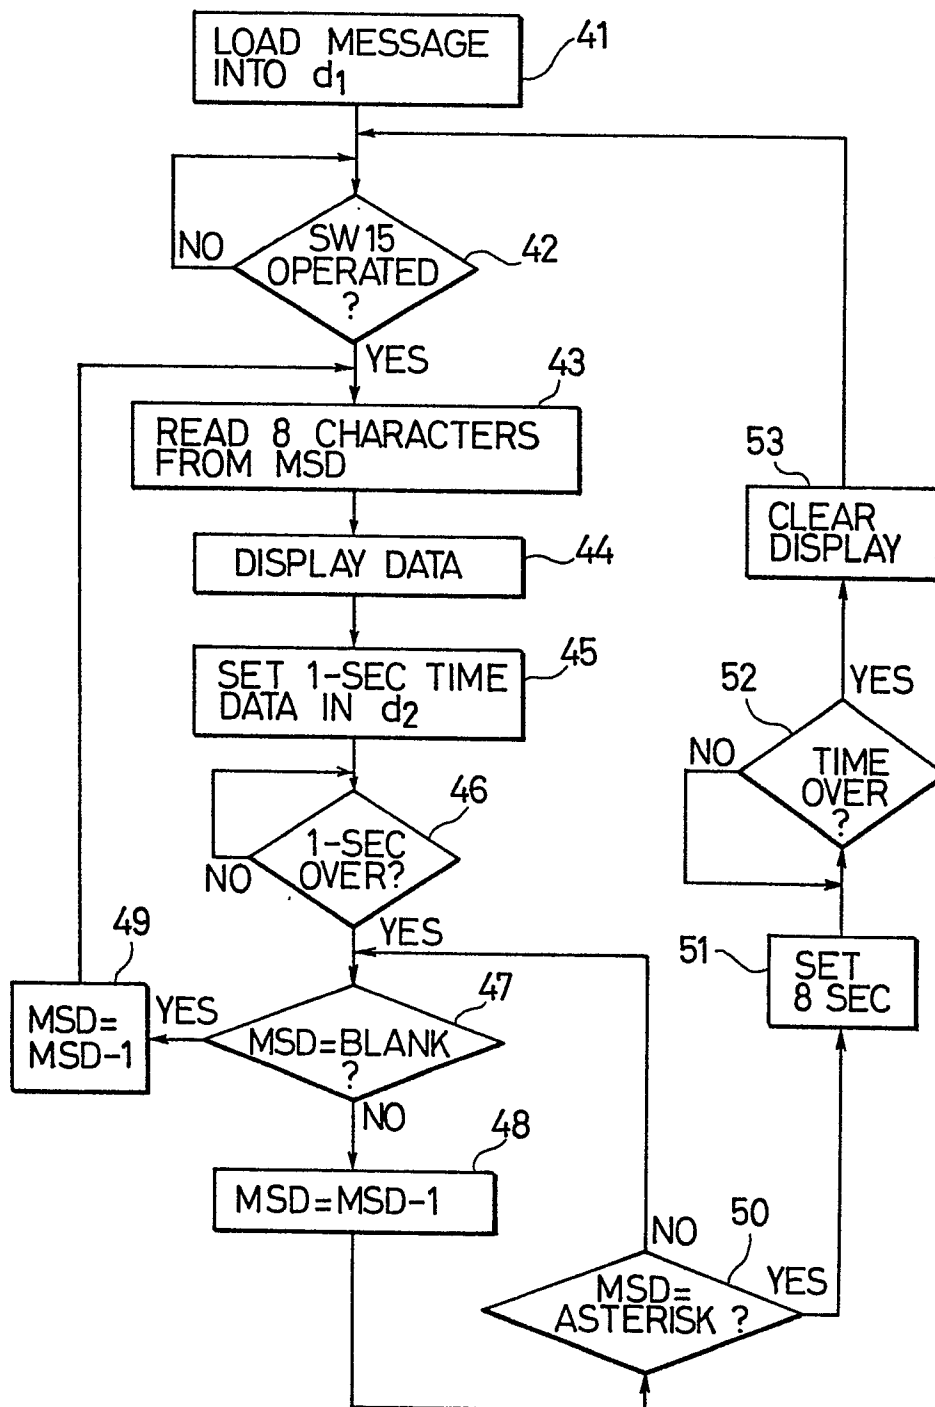 LOAD MESSAGE
INTO d1
41
NO
SW15
OPERATED
?
42
YES
43
READ 8 CHARACTERS
FROM MSD
DISPLAY DATA
44
SET 1-SEC TIME
DATA IN d2
45
NO
1-SEC
OVER?
46
YES
47
MSD=BLANK
?
YES
49
MSD=
MSD-1
NO
48
MSD=MSD-1
NO
50
MSD=
ASTERISK ?
YES
51
SET
8 SEC
52
NO
TIME
OVER
?
YES
53
CLEAR
DISPLAY